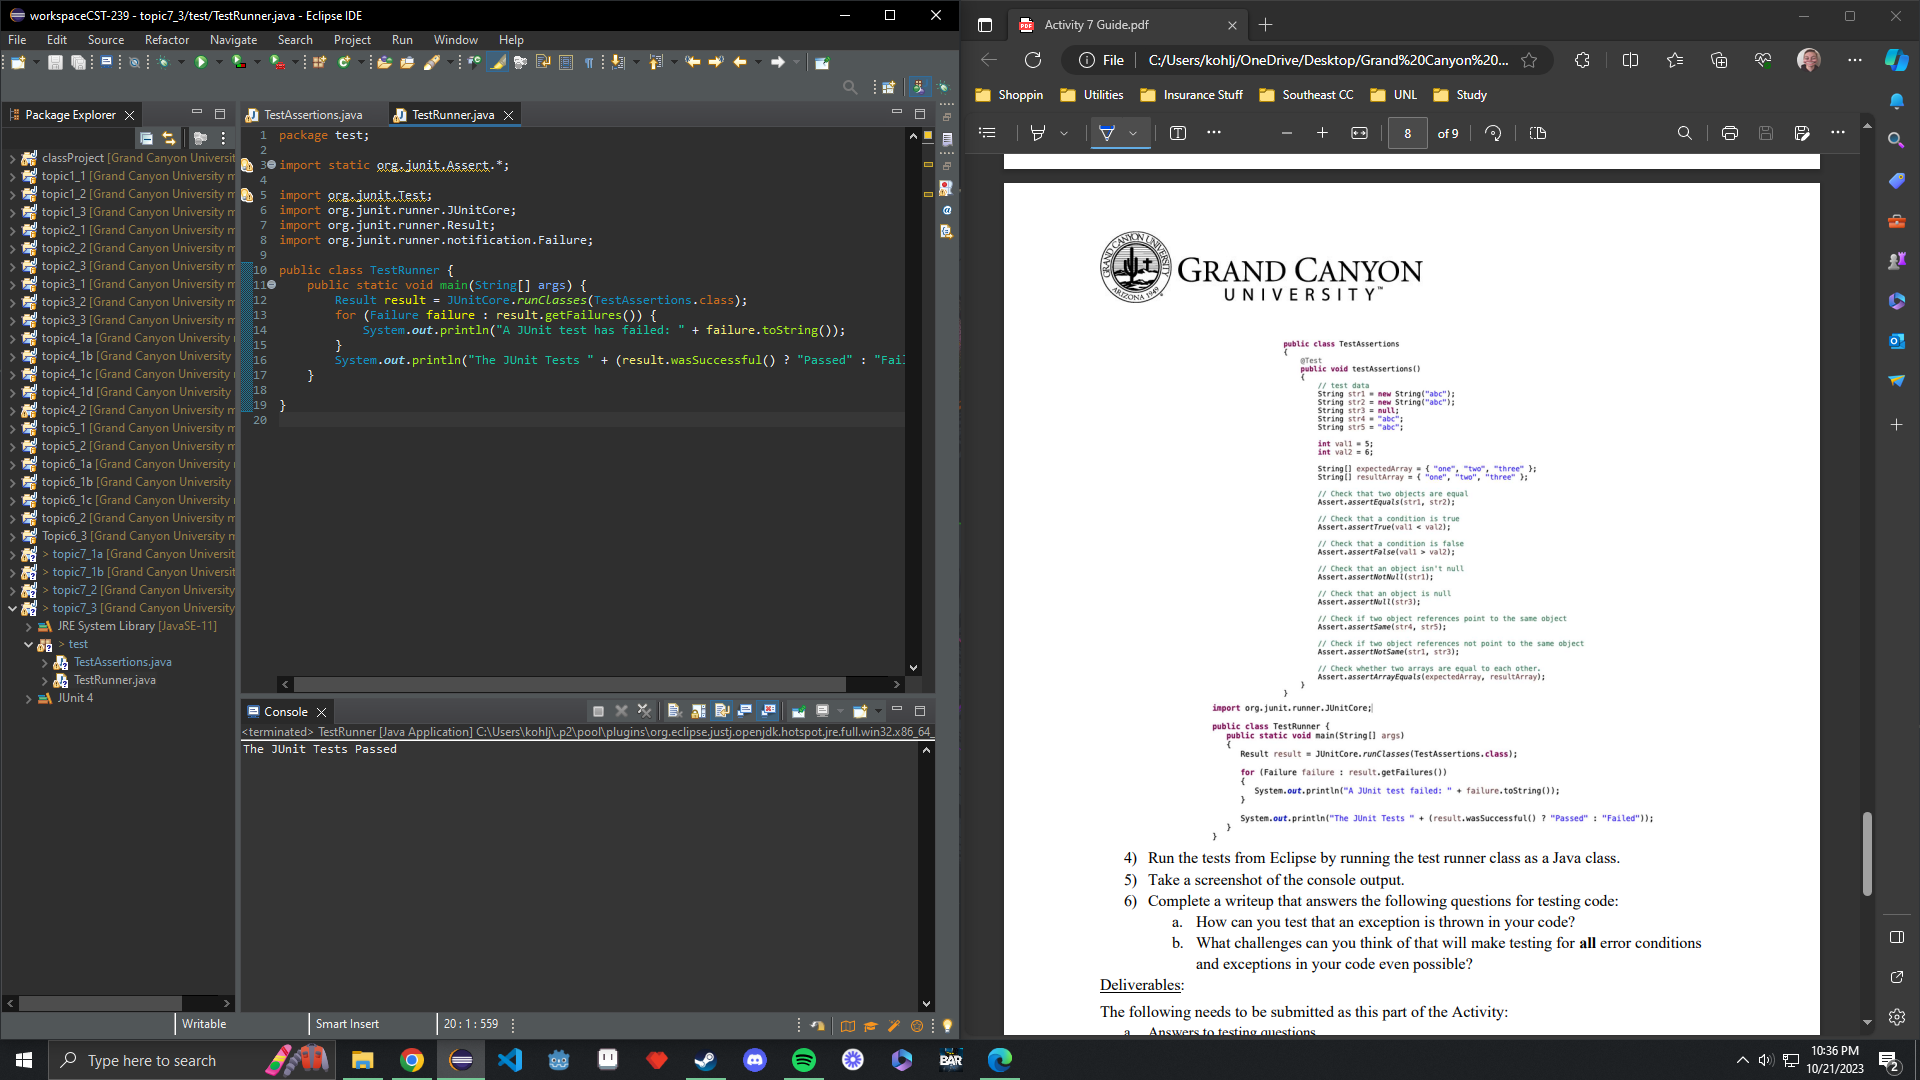 workspaceCST-239 - topic7_3/test/TestRunner.java - Eclipse IDE
File Edit Source Refactor Navigate Search Project Run Window Help
Package Explorer
classProject [Grand Canyon Universit
topic1_1 [Grand Canyon University m
topic1_2 [Grand Canyon University m
topic1_3 [Grand Canyon University m
topic2_1 [Grand Canyon University m
topic2_2 [Grand Canyon University m
topic2_3 [Grand Canyon University m
topic3_1 [Grand Canyon University m
topic3_2 [Grand Canyon University m
topic3_3 [Grand Canyon University m
topic4_1a [Grand Canyon University
topic4_1b [Grand Canyon University
topic4_1c [Grand Canyon University
topic4_1d [Grand Canyon University
topic4_2 [Grand Canyon University m
topic5_1 [Grand Canyon University m
topic5_2 [Grand Canyon University m
topic6_1a [Grand Canyon University
topic6_1b [Grand Canyon University
topic6_1c [Grand Canyon University
topic6_2 [Grand Canyon University m
Topic6_3 [Grand Canyon University m
> topic7_1a [Grand Canyon Universit
> topic7_1b [Grand Canyon Universit
> topic7_2 [Grand Canyon University
> topic7_3 [Grand Canyon University
JRE System Library [JavaSE-11]
> test
TestAssertions.java
TestRunner.java
JUnit 4
TestAssertions.java TestRunner.java
1 package test;
2
3 import static org.junit.Assert.*;
4
5 import org.junit.Test;
6 import org.junit.runner.JUnitCore;
7 import org.junit.runner.Result;
8 import org.junit.runner.notification.Failure;
9
10 public class TestRunner {
11 public static void main(String[] args) {
12 Result result = JUnitCore.runClasses(TestAssertions.class);
13 for (Failure failure : result.getFailures()) {
14 System.out.println("A JUnit test has failed: " + failure.toString());
15 }
16 System.out.println("The JUnit Tests " + (result.wasSuccessful() ? "Passed" : "Fail
17 }
18
19 }
20
Console
<terminated> TestRunner [Java Application] C:\Users\kohlj\.p2\pool\plugins\org.eclipse.justj.openjdk.hotspot.jre.full.win32.x86_64_
The JUnit Tests Passed
Writable Smart Insert 20 : 1 : 559
Activity 7 Guide.pdf
File C:/Users/kohlj/OneDrive/Desktop/Grand%20Canyon%20...
Shoppin Utilities Insurance Stuff Southeast CC UNL Study
8 of 9
GRAND CANYON UNIVERSITY
ARIZONA 1949
GRAND CANYON
UNIVERSITY™
public class TestAssertions
{
@Test
public void testAssertions()
{
// test data
String str1 = new String("abc");
String str2 = new String("abc");
String str3 = null;
String str4 = "abc";
String str5 = "abc";
int val1 = 5;
int val2 = 6;
String[] expectedArray = { "one", "two", "three" };
String[] resultArray = { "one", "two", "three" };
// Check that two objects are equal
Assert.assertEquals(str1, str2);
// Check that a condition is true
Assert.assertTrue(val1 < val2);
// Check that a condition is false
Assert.assertFalse(val1 > val2);
// Check that an object isn't null
Assert.assertNotNull(str1);
// Check that an object is null
Assert.assertNull(str3);
// Check if two object references point to the same object
Assert.assertSame(str4, str5);
// Check if two object references not point to the same object
Assert.assertNotSame(str1, str3);
// Check whether two arrays are equal to each other.
Assert.assertArrayEquals(expectedArray, resultArray);
}
}
import org.junit.runner.JUnitCore;
public class TestRunner {
public static void main(String[] args)
{
Result result = JUnitCore.runClasses(TestAssertions.class);
for (Failure failure : result.getFailures())
{
System.out.println("A JUnit test failed: " + failure.toString());
}
System.out.println("The JUnit Tests " + (result.wasSuccessful() ? "Passed" : "Failed"));
}
}
4) Run the tests from Eclipse by running the test runner class as a Java class.
5) Take a screenshot of the console output.
6) Complete a writeup that answers the following questions for testing code:
a. How can you test that an exception is thrown in your code?
b. What challenges can you think of that will make testing for all error conditions
and exceptions in your code even possible?
Deliverables:
The following needs to be submitted as this part of the Activity:
a. Answers to testing questions
Type here to search
BAR
10:36 PM
10/21/2023
2